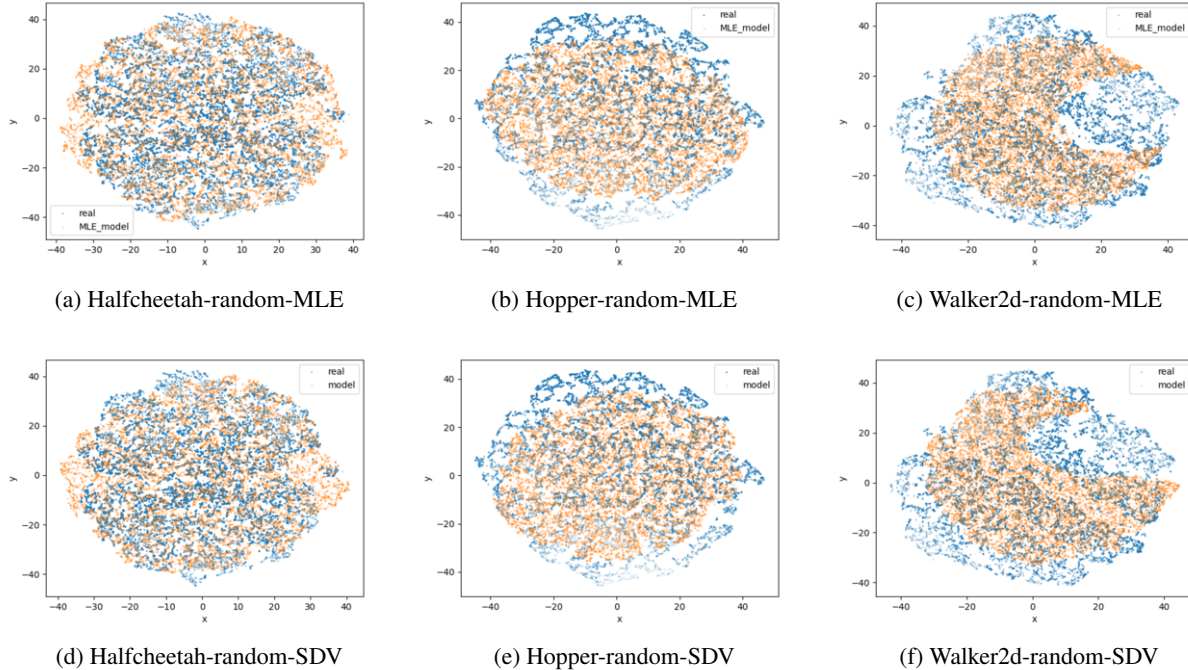 40
20
0
−20
−40
y
real
MLE_model
−40 −30 −20 −10 0 10 20 30 40
x
(a) Halfcheetah-random-MLE
40
20
0
−20
−40
y
real
MLE_model
−40 −20 0 20 40
x
(b) Hopper-random-MLE
40
20
0
−20
−40
y
real
MLE_model
−40 −20 0 20 40
x
(c) Walker2d-random-MLE
40
20
0
−20
−40
y
real
model
−40 −30 −20 −10 0 10 20 30 40
x
(d) Halfcheetah-random-SDV
40
20
0
−20
−40
y
real
model
−40 −20 0 20 40
x
(e) Hopper-random-SDV
40
20
0
−20
−40
y
real
model
−40 −20 0 20 40
x
(f) Walker2d-random-SDV